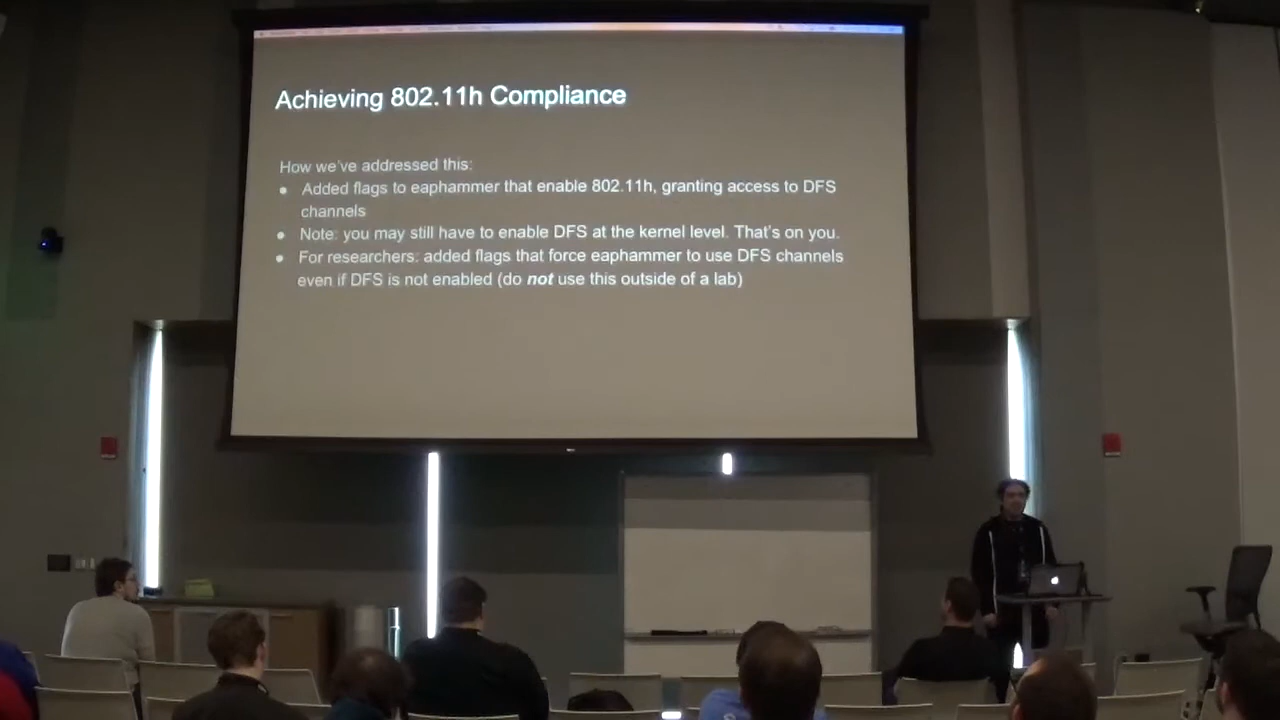 Achieving 802.11h Compliance
How we've addressed this:
● Added flags to eaphammer that enable 802.11h, granting access to DFS
channels
● Note: you may still have to enable DFS at the kernel level. That's on you.
● For researchers: added flags that force eaphammer to use DFS channels
even if DFS is not enabled (do not use this outside of a lab)